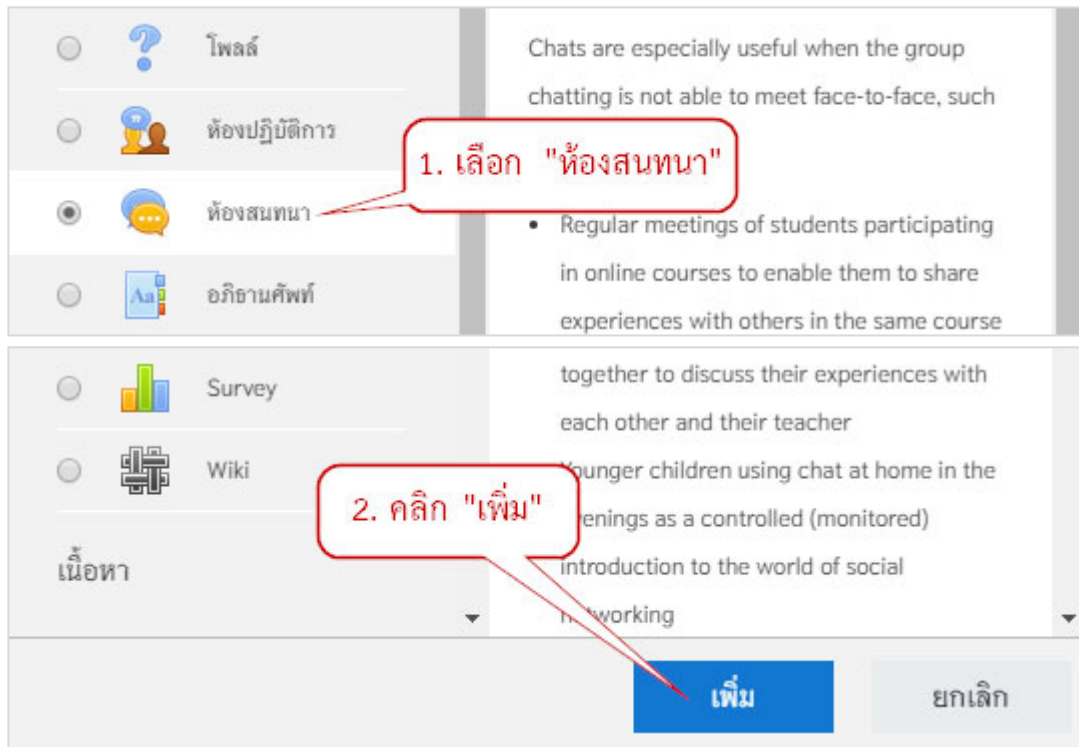 โพลล์
ห้องปฏิบัติการ
ห้องสนทนา
อภิธานศัพท์
1. เลือก "ห้องสนทนา"
Chats are especially useful when the group
chatting is not able to meet face-to-face, such
• Regular meetings of students participating
in online courses to enable them to share
experiences with others in the same course
Survey
Wiki
เนื้อหา
2. คลิก "เพิ่ม"
together to discuss their experiences with
each other and their teacher
Younger children using chat at home in the
evenings as a controlled (monitored)
introduction to the world of social
networking
เพิ่ม
ยกเลิก